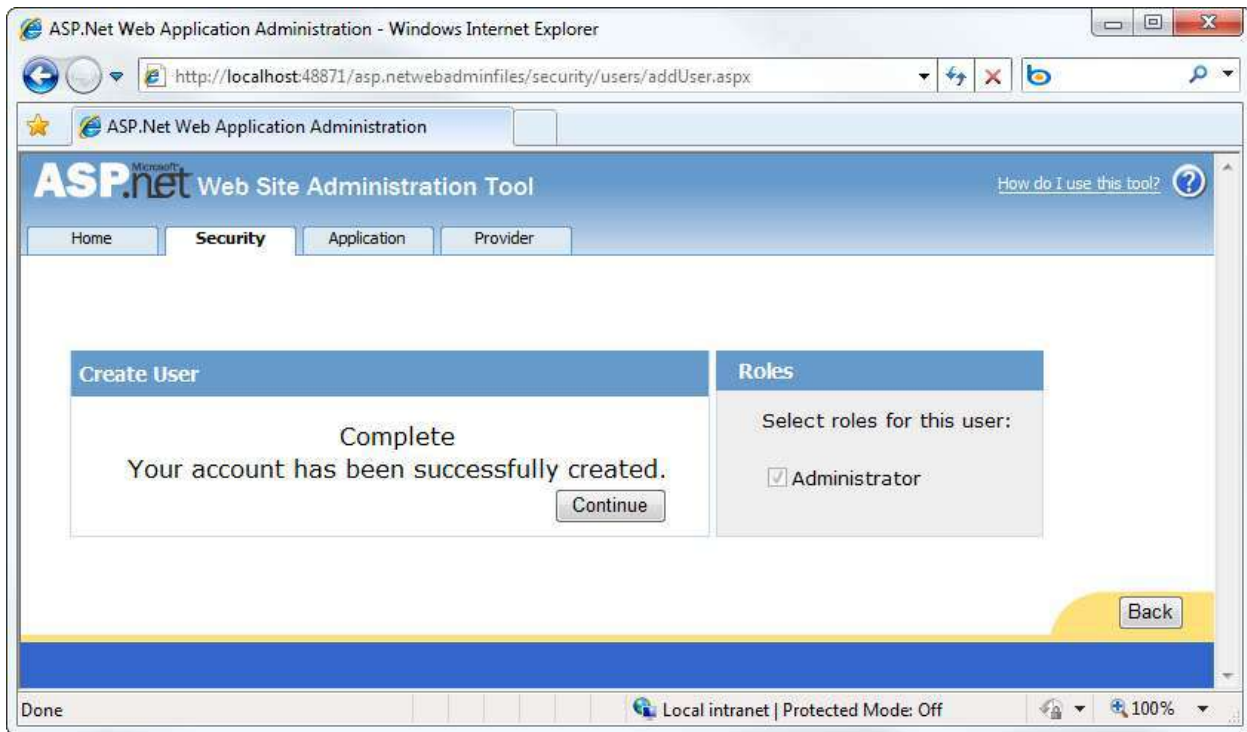 ASP.Net Web Application Administration - Windows Internet Explorer
http://localhost:48871/asp.netwebadminfiles/security/users/addUser.aspx
ASP.Net Web Application Administration
Microsoft
ASP.net Web Site Administration Tool
How do I use this tool? ?
Home Security Application Provider
Create User Roles
Select roles for this user:
Complete
Your account has been successfully created.
Administrator
Continue
Back
Done Local intranet | Protected Mode: Off 100%